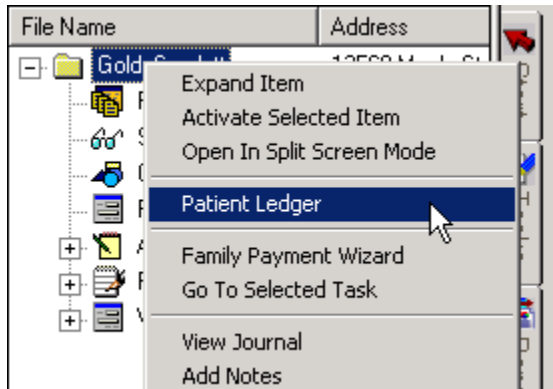 File Name
Address
Gold
Expand Item
Activate Selected Item
Open In Split Screen Mode
Patient Ledger
Family Payment Wizard
Go To Selected Task
View Journal
Add Notes